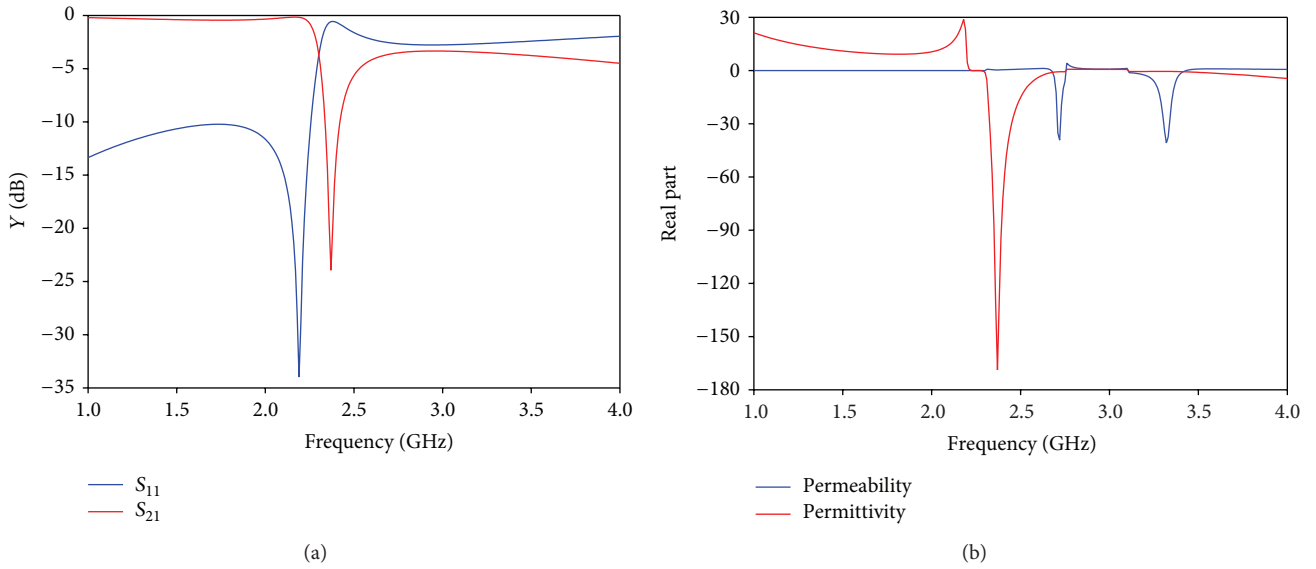 0
−5
−10
−15
−20
−25
−30
−35
Y (dB)
1.0 1.5 2.0 2.5 3.0 3.5 4.0
Frequency (GHz)
S11
S21
(a)
30
0
−30
−60
−90
−120
−150
−180
Real part
1.0 1.5 2.0 2.5 3.0 3.5 4.0
Frequency (GHz)
Permeability
Permittivity
(b)